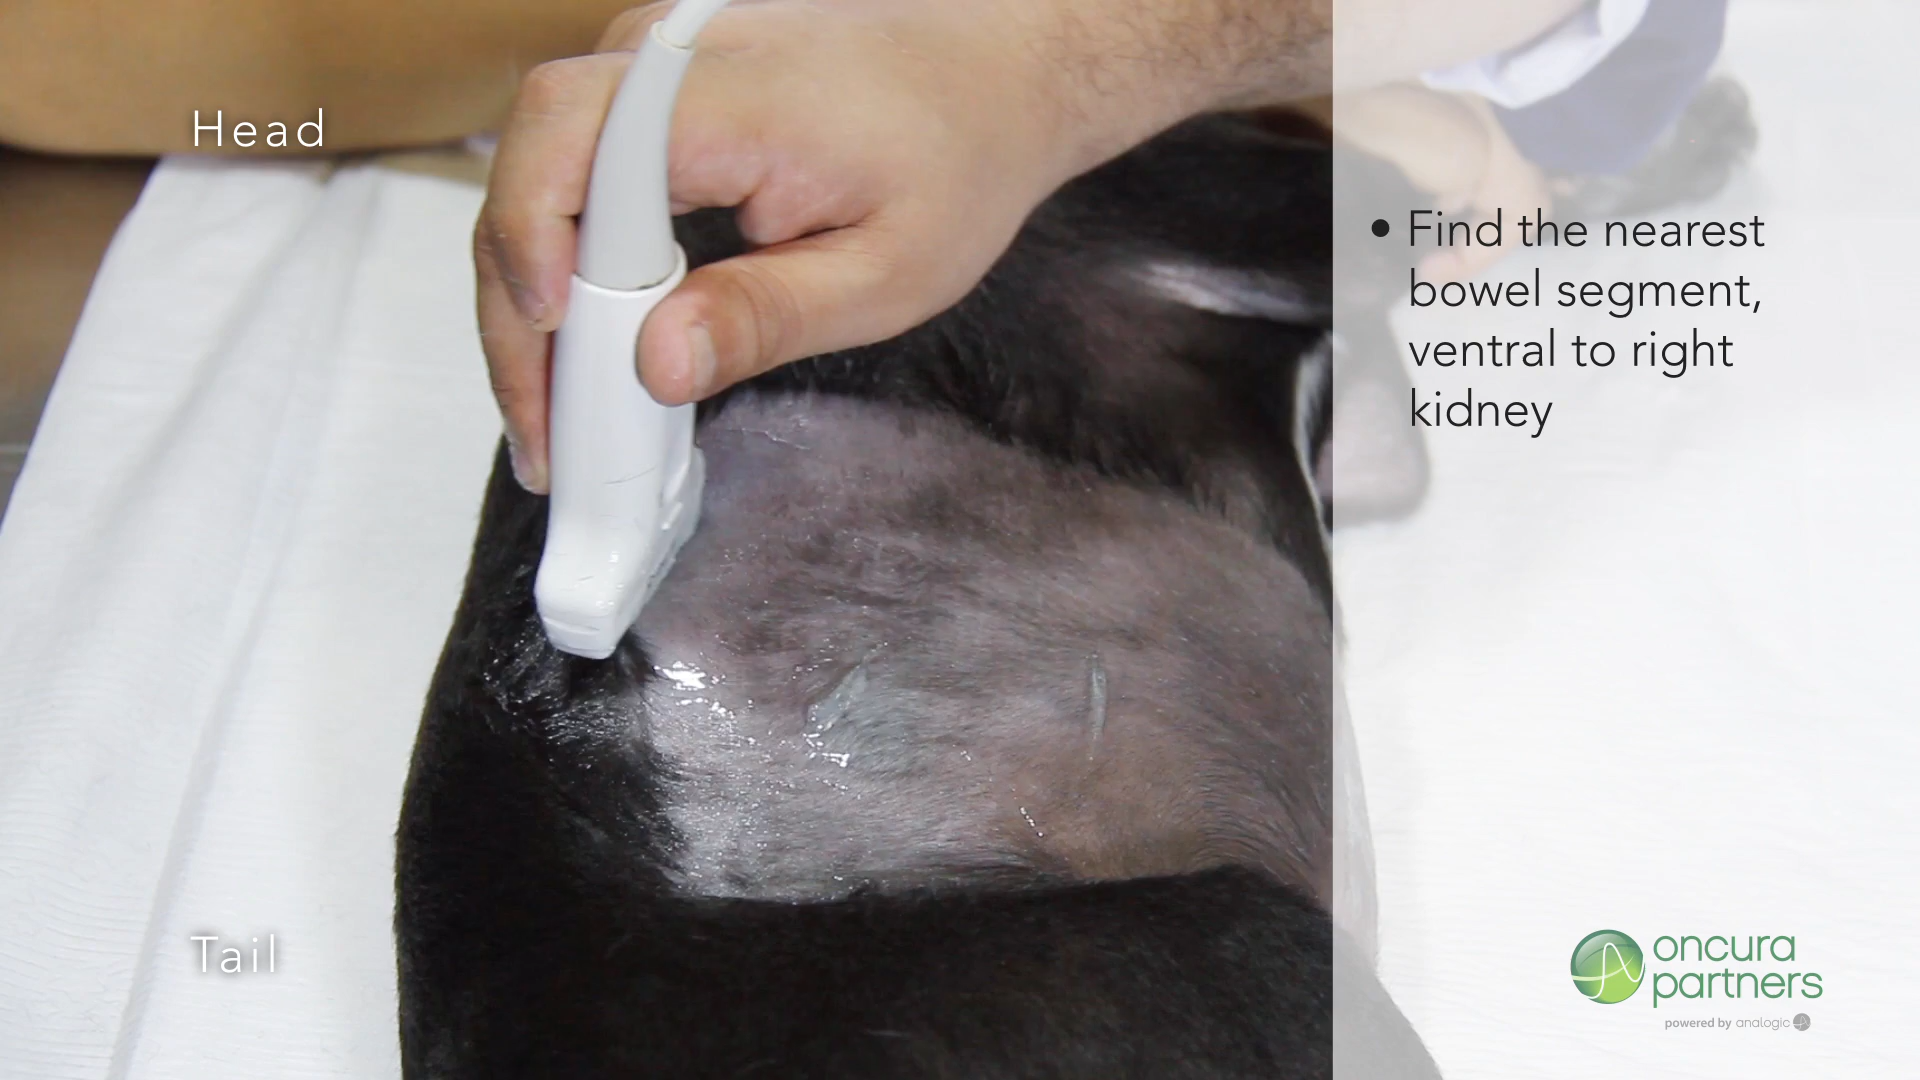 Head
• Find the nearest
bowel segment,
ventral to right
kidney
Tail
oncura
partners
powered by analogic